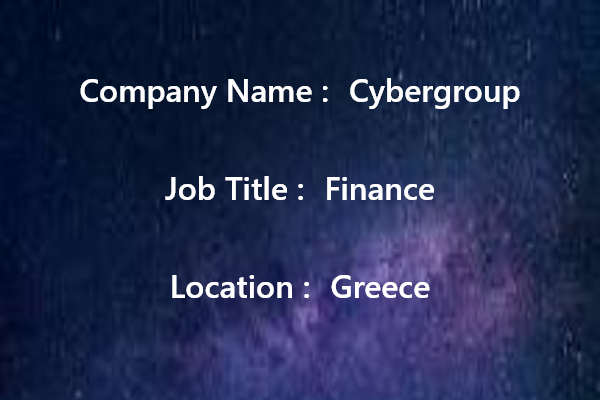 Company Name :  Cybergroup
Job Title :  Finance
Location :  Greece